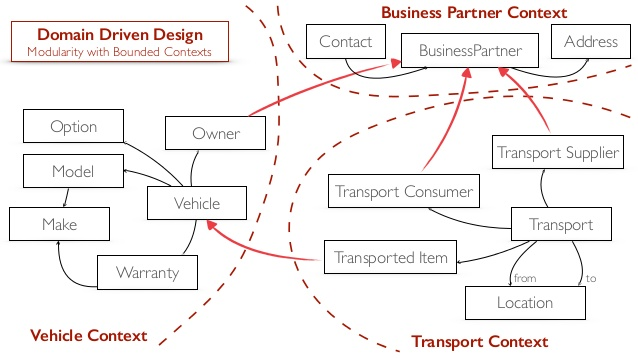 Domain Driven Design
Modularity with Bounded Contexts
Business Partner Context
Contact
BusinessPartner
Address
Option
Owner
Model
Transport Supplier
Transport Consumer
Vehicle
Make
Transport
Warranty
Transported Item
from
to
Location
Vehicle Context
Transport Context